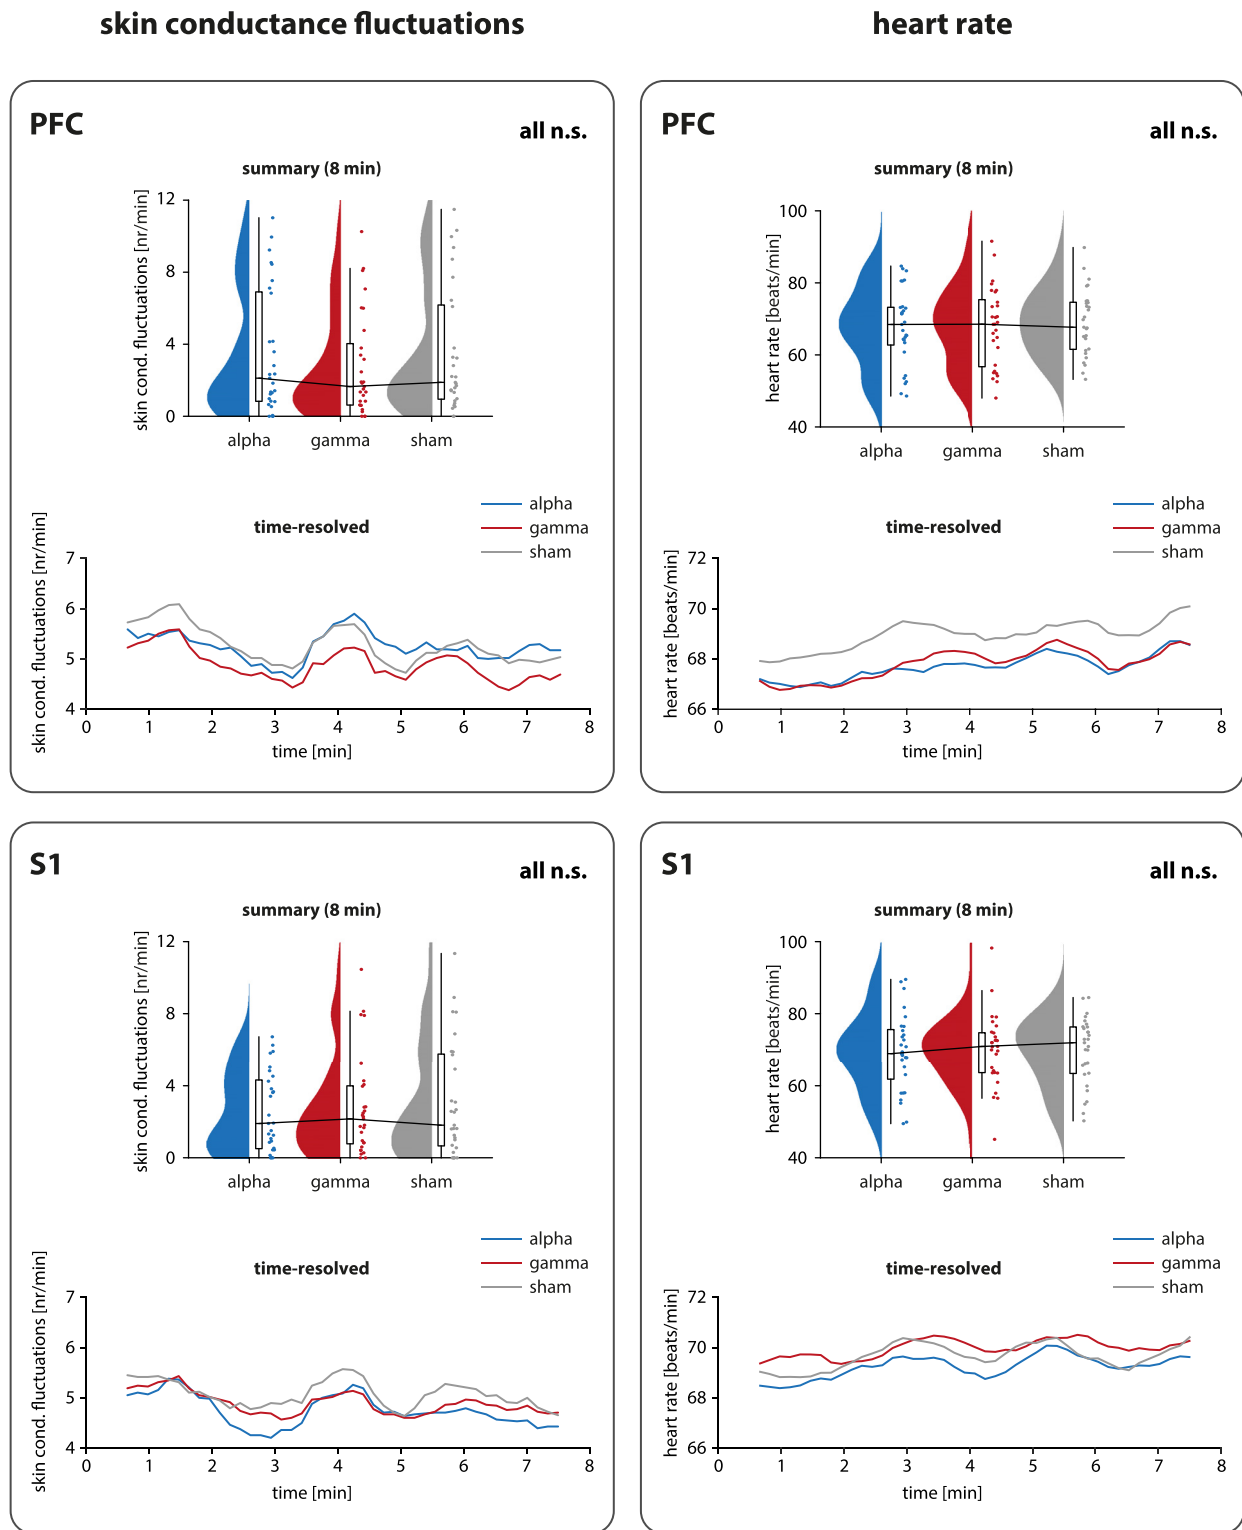 skin conductance fluctuations
heart rate
PFC
all n.s.
summary (8 min)
skin cond. fluctuations [nr/min]
12
8
4
0
alpha gamma sham
alpha
gamma
sham
time-resolved
skin cond. fluctuations [nr/min]
7
6
5
4
0 1 2 3 4 5 6 7 8
time [min]
PFC
all n.s.
summary (8 min)
heart rate [beats/min]
100
80
60
40
alpha gamma sham
alpha
gamma
sham
time-resolved
heart rate [beats/min]
72
70
68
66
0 1 2 3 4 5 6 7 8
time [min]
S1
all n.s.
summary (8 min)
skin cond. fluctuations [nr/min]
12
8
4
0
alpha gamma sham
alpha
gamma
sham
time-resolved
skin cond. fluctuations [nr/min]
7
6
5
4
0 1 2 3 4 5 6 7 8
time [min]
S1
all n.s.
summary (8 min)
heart rate [beats/min]
100
80
60
40
alpha gamma sham
alpha
gamma
sham
time-resolved
heart rate [beats/min]
72
70
68
66
0 1 2 3 4 5 6 7 8
time [min]